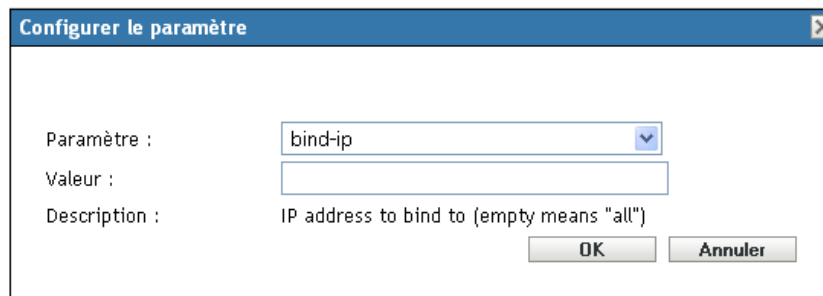 Configurer le paramètre
Paramètre : bind-ip
Valeur :
Description : IP address to bind to (empty means "all")
OK Annuler